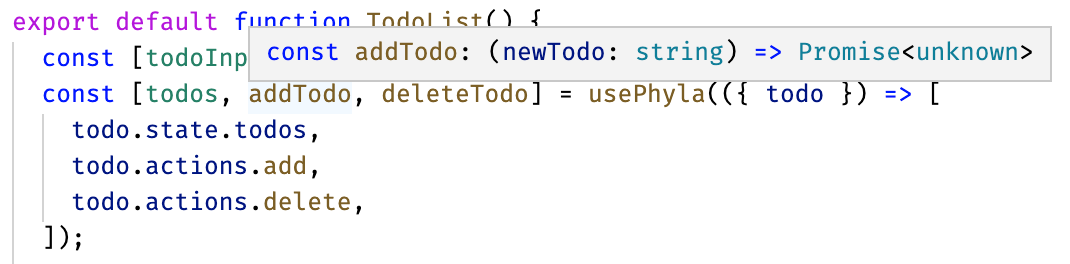 export default function TodoList() {
const [todoInp
const addTodo: (newTodo: string) => Promise<unknown>
const [todos, addTodo, deleteTodo] = usePhyla(({ todo }) => [
todo.state.todos,
todo.actions.add,
todo.actions.delete,
]);